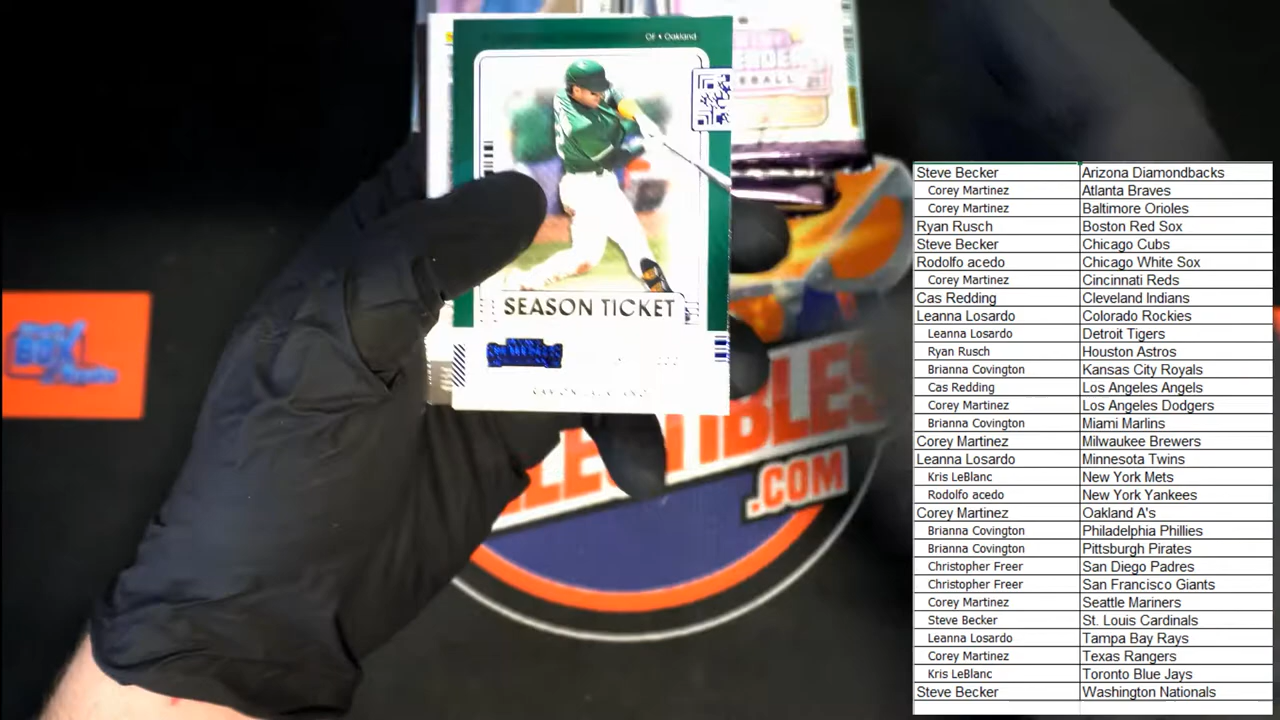 OF • Oakland
SEASON TICKET
.COM
Steve Becker Arizona Diamondbacks
Corey Martinez Atlanta Braves
Corey Martinez Baltimore Orioles
Ryan Rusch Boston Red Sox
Steve Becker Chicago Cubs
Rodolfo acedo Chicago White Sox
Corey Martinez Cincinnati Reds
Cas Redding Cleveland Indians
Leanna Losardo Colorado Rockies
Leanna Losardo Detroit Tigers
Ryan Rusch Houston Astros
Brianna Covington Kansas City Royals
Cas Redding Los Angeles Angels
Corey Martinez Los Angeles Dodgers
Brianna Covington Miami Marlins
Corey Martinez Milwaukee Brewers
Leanna Losardo Minnesota Twins
Kris LeBlanc New York Mets
Rodolfo acedo New York Yankees
Corey Martinez Oakland A's
Brianna Covington Philadelphia Phillies
Brianna Covington Pittsburgh Pirates
Christopher Freer San Diego Padres
Christopher Freer San Francisco Giants
Corey Martinez Seattle Mariners
Steve Becker St. Louis Cardinals
Leanna Losardo Tampa Bay Rays
Corey Martinez Texas Rangers
Kris LeBlanc Toronto Blue Jays
Steve Becker Washington Nationals